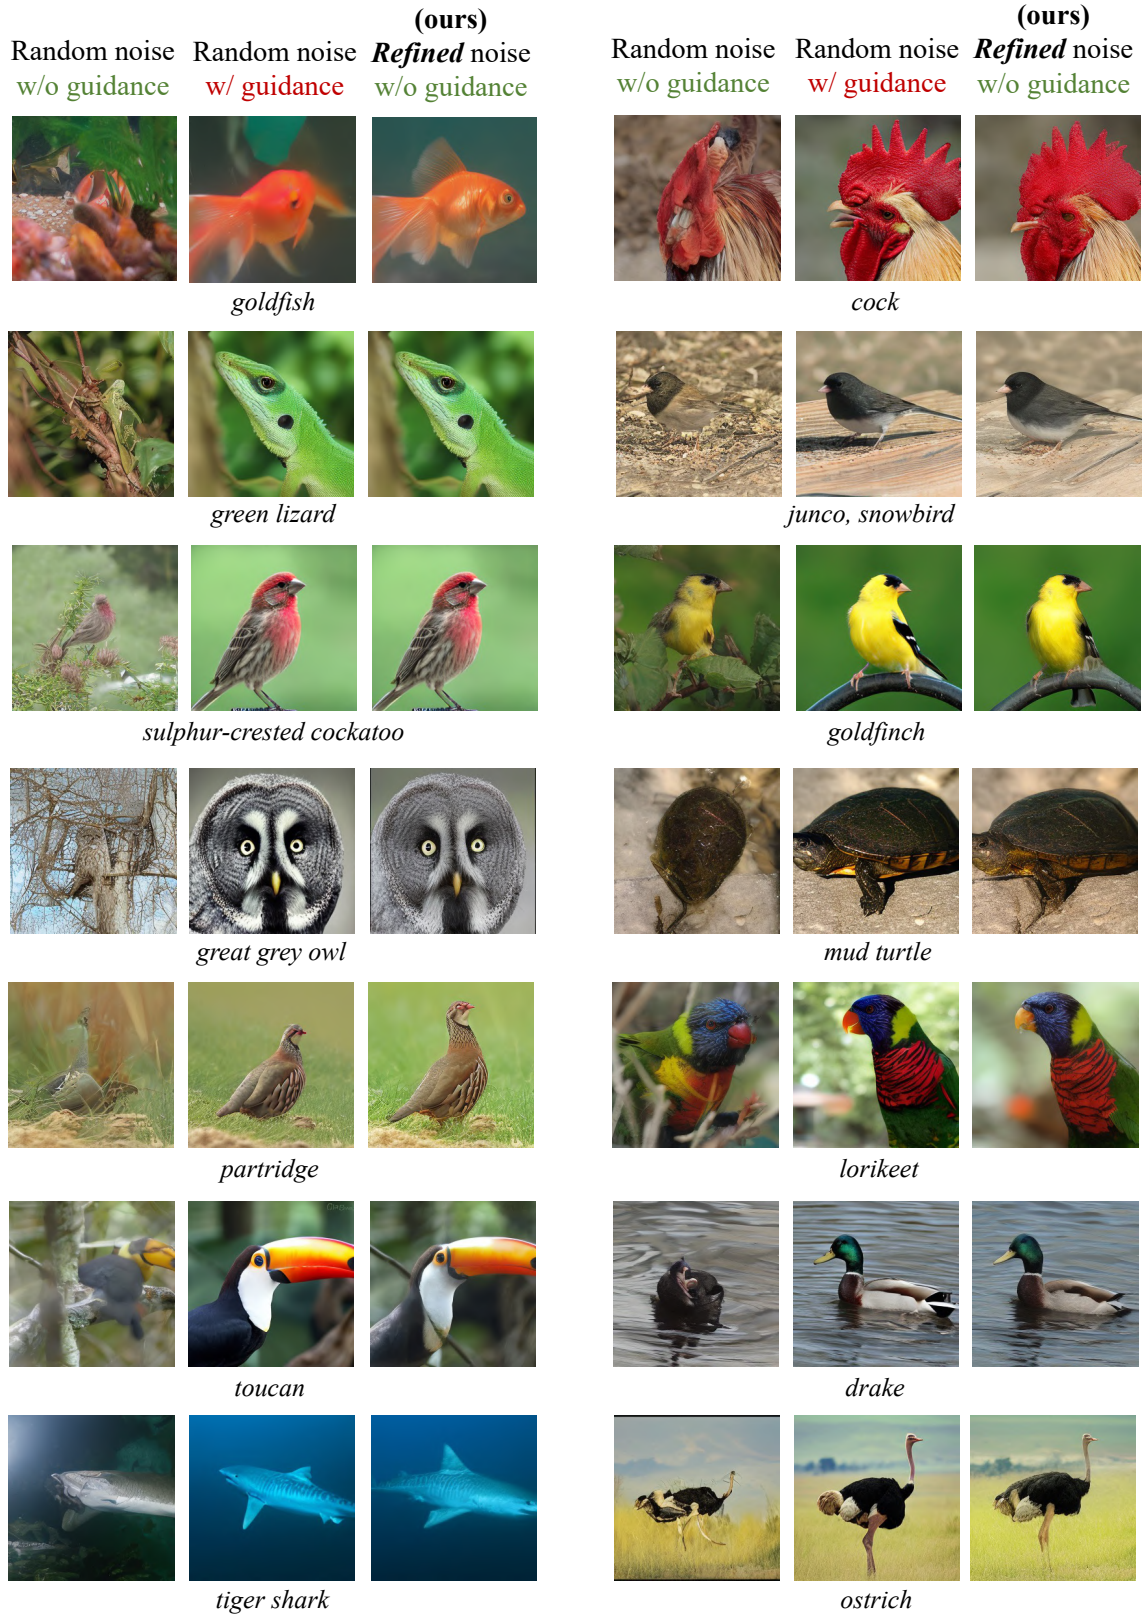 (ours)
Random noise Random noise Refined noise
w/o guidance w/ guidance w/o guidance
(ours)
Random noise Random noise Refined noise
w/o guidance w/ guidance w/o guidance
goldfish
cock
green lizard
junco, snowbird
sulphur-crested cockatoo
goldfinch
great grey owl
mud turtle
partridge
lorikeet
toucan
drake
tiger shark
ostrich